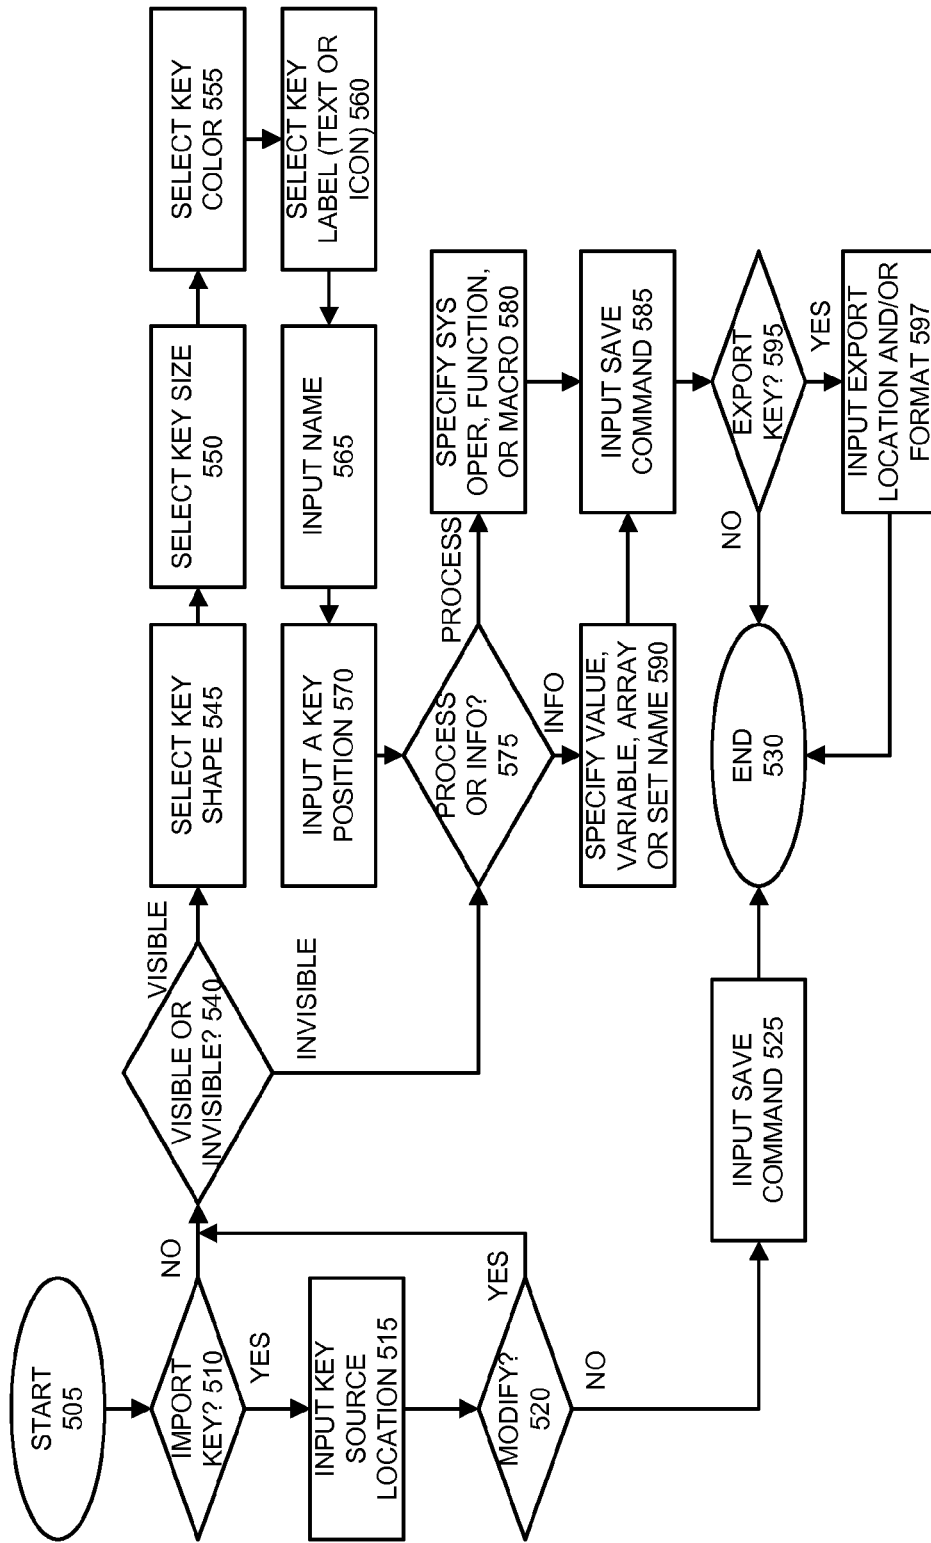 START
505
IMPORT
KEY? 510
NO
YES
INPUT KEY
SOURCE
LOCATION 515
MODIFY?
520
YES
NO
INPUT SAVE
COMMAND 525
VISIBLE OR
INVISIBLE? 540
VISIBLE
INVISIBLE
SELECT KEY
SHAPE 545
SELECT KEY SIZE
550
SELECT KEY
COLOR 555
SELECT KEY
LABEL (TEXT OR
ICON) 560
INPUT NAME
565
INPUT A KEY
POSITION 570
PROCESS
OR INFO?
575
PROCESS
INFO
SPECIFY SYS
OPER, FUNCTION,
OR MACRO 580
SPECIFY VALUE,
VARIABLE, ARRAY
OR SET NAME 590
INPUT SAVE
COMMAND 585
EXPORT
KEY? 595
NO
YES
INPUT EXPORT
LOCATION AND/OR
FORMAT 597
END
530